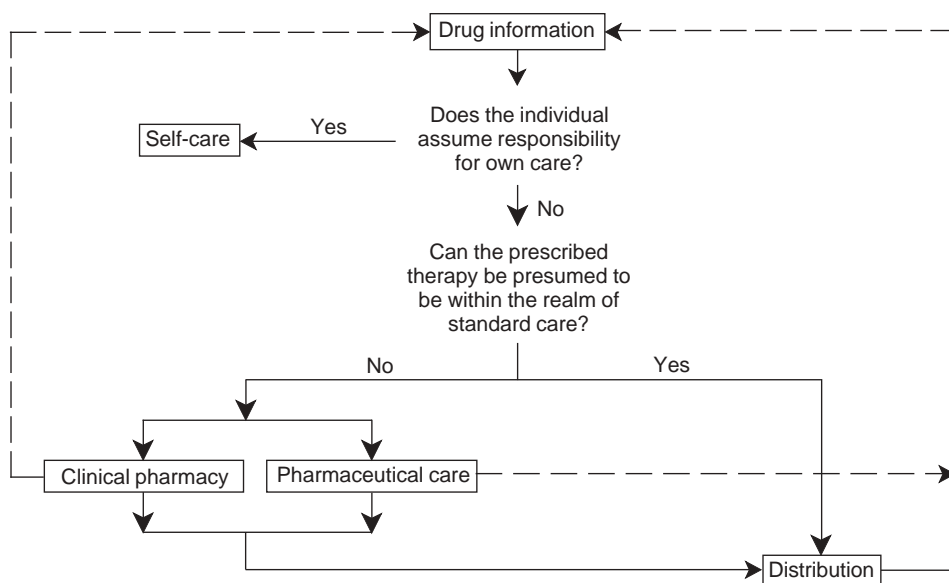 Drug information
Does the individual
assume responsibility
for own care?
Yes
Self-care
No
Can the prescribed
therapy be presumed to
be within the realm of
standard care?
No
Yes
Clinical pharmacy
Pharmaceutical care
Distribution